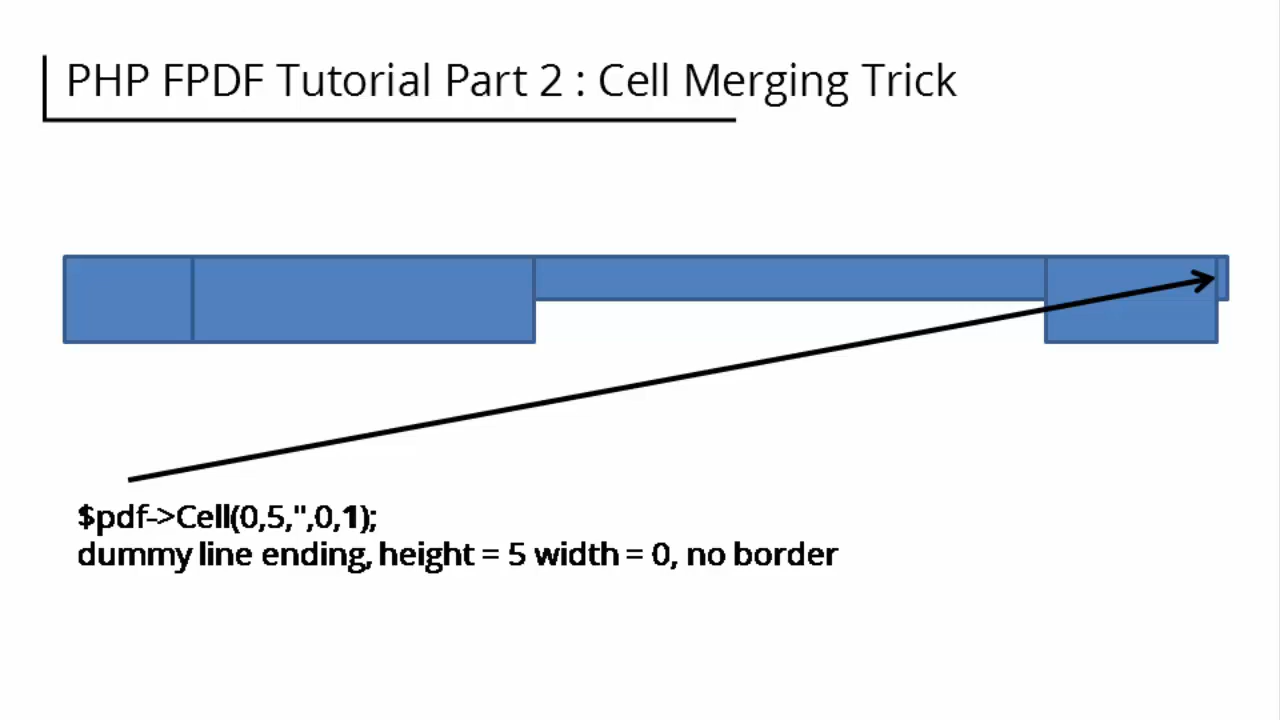 PHP FPDF Tutorial Part 2 : Cell Merging Trick
$pdf->Cell(0,5,'',0,1);
dummy line ending, height = 5 width = 0, no border